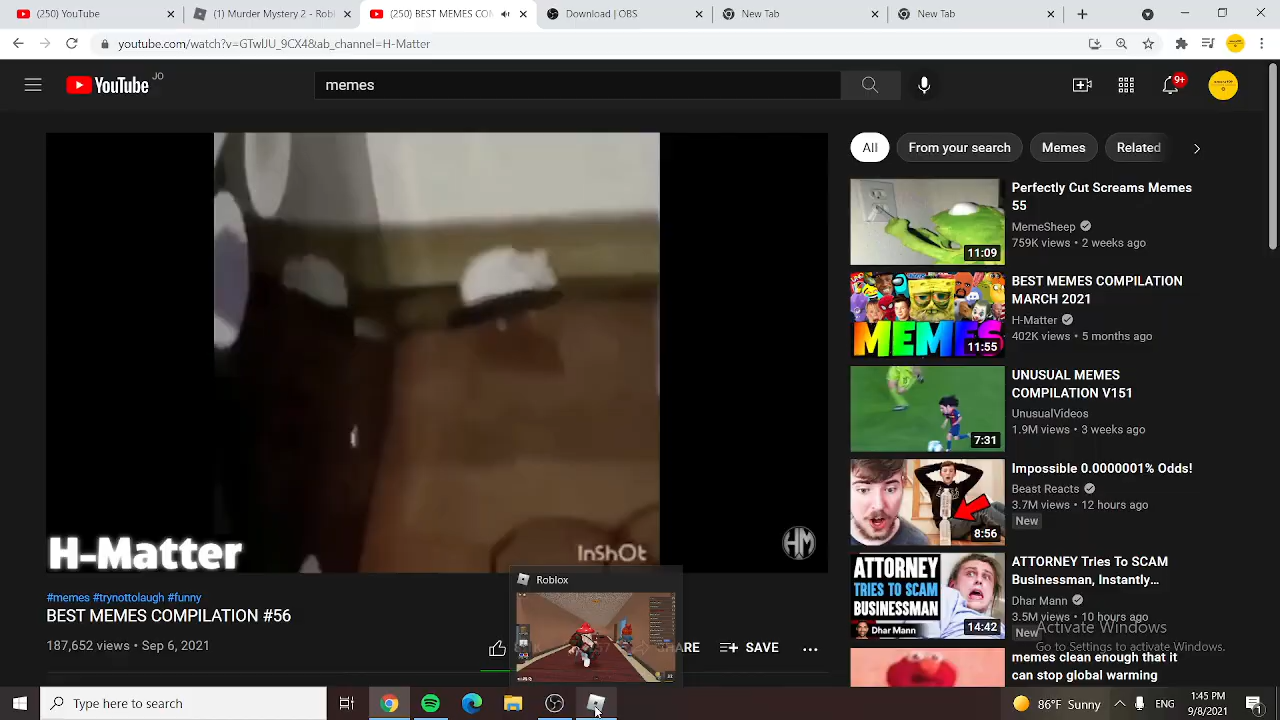 (250) YouTube
(1) Murder Mystery 2 - Robl
(250) BEST MEMES CON
Download | OBS
New Tab
New Tab
youtube.com/watch?v=GTwIJU_9CX4&ab_channel=H-Matter
YouTube JO
memes
9+
All
From your search
Memes
Related
Perfectly Cut Screams Memes
55
MemeSheep
759K views • 2 weeks ago
11:09
BEST MEMES COMPILATION
MARCH 2021
H-Matter
402K views • 5 months ago
MEMES
11:55
UNUSUAL MEMES
COMPILATION V151
UnusualVideos
1.9M views • 3 weeks ago
7:31
Impossible 0.0000001% Odds!
Beast Reacts
3.7M views • 12 hours ago
New
8:56
ATTORNEY
TRIES TO SCAM
BUSINESSMAN
Dhar Mann
14:42
ATTORNEY Tries To SCAM
Businessman, Instantly...
Dhar Mann
3.5M views • 10 hours ago
New
memes clean enough that it
can stop global warming
H-Matter
InShOt
HM
#memes #trynottolaugh #funny
BEST MEMES COMPILATION #56
187,652 views • Sep 6, 2021
Roblox
SHARE
SAVE
Activate Windows
Go to Settings to activate Windows.
Type here to search
86°F
1:45 PM
9/8/2021
1